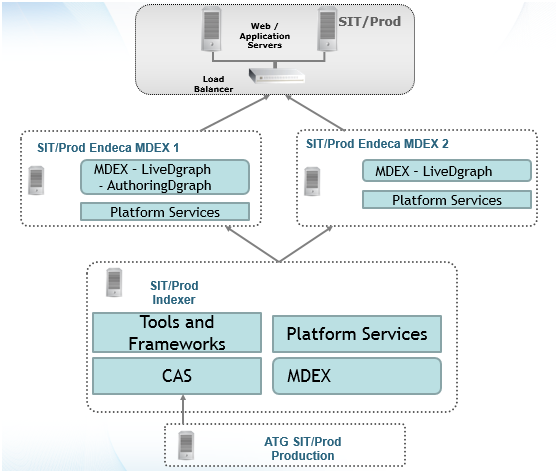 SIT/Prod
Web /
Application
Servers
Load
Balancer
SIT/Prod Endeca MDEX 1
MDEX – LiveDgraph
- AuthoringDgraph
Platform Services
SIT/Prod Endeca MDEX 2
MDEX – LiveDgraph
Platform Services
SIT/Prod
Indexer
Tools and
Frameworks
Platform Services
CAS
MDEX
ATG SIT/Prod
Production